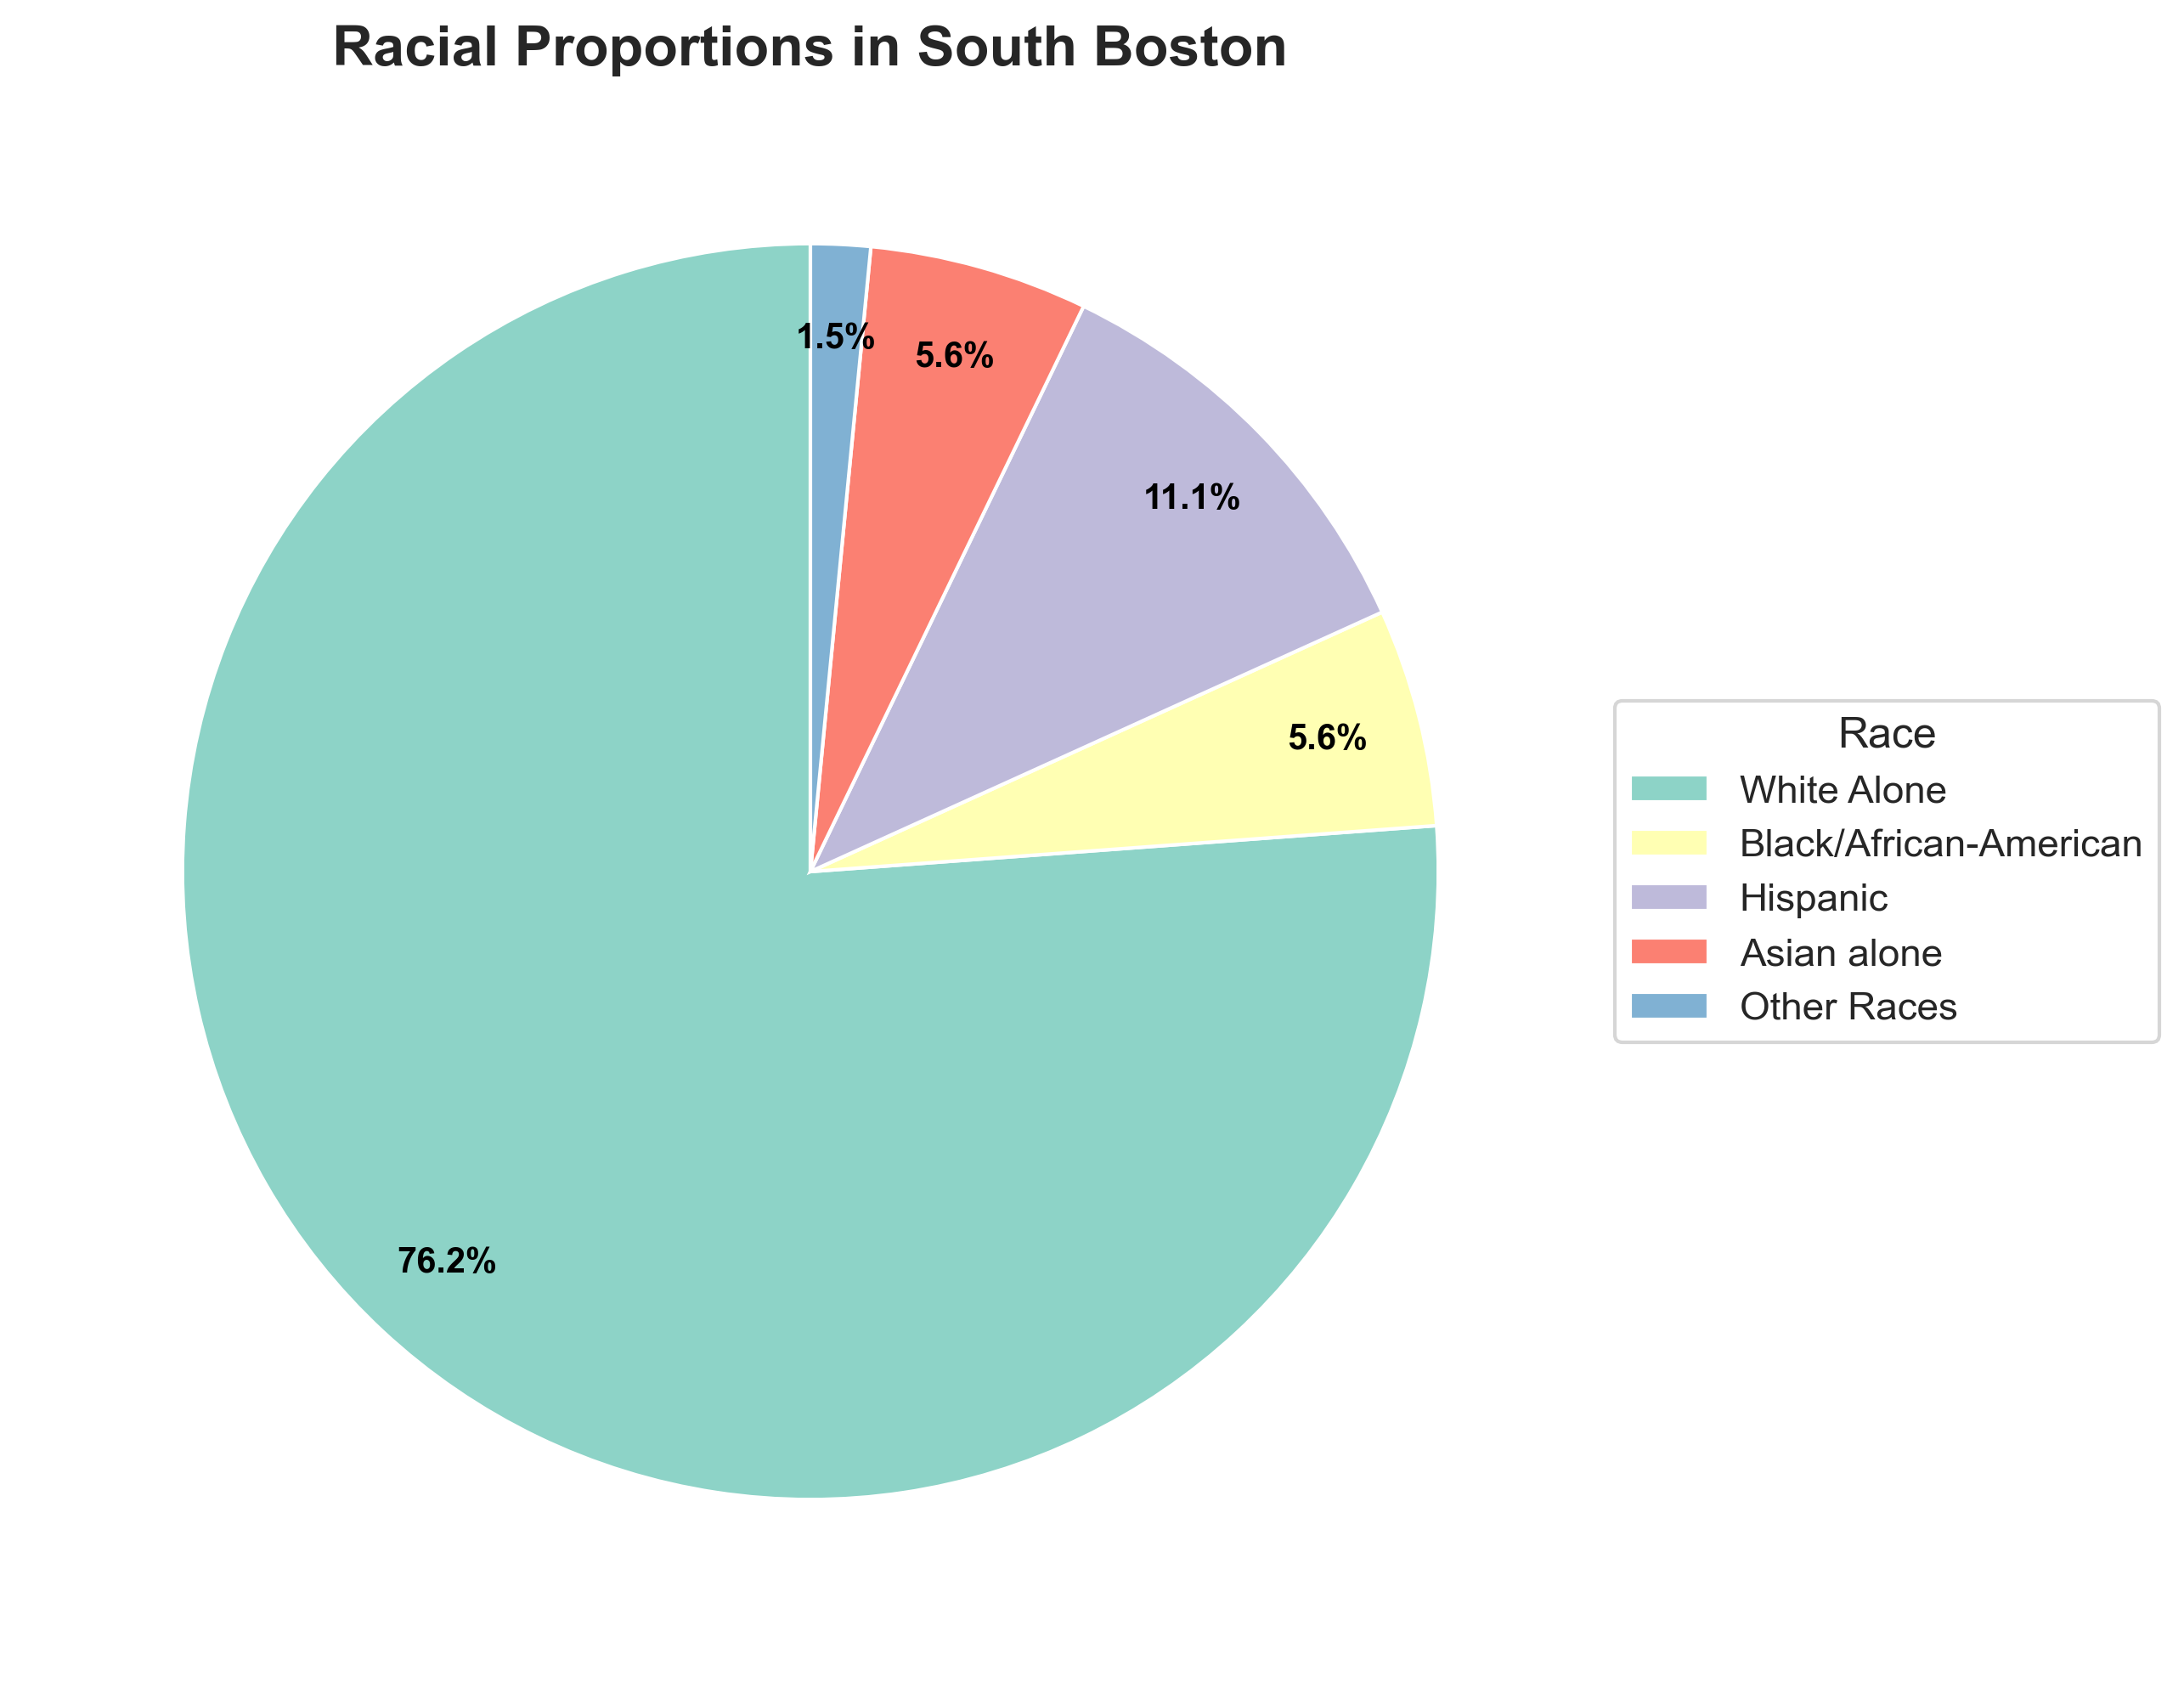 Racial Proportions in South Boston
1.5%
5.6%
11.1%
5.6%
76.2%
Race
White Alone
Black/African-American
Hispanic
Asian alone
Other Races